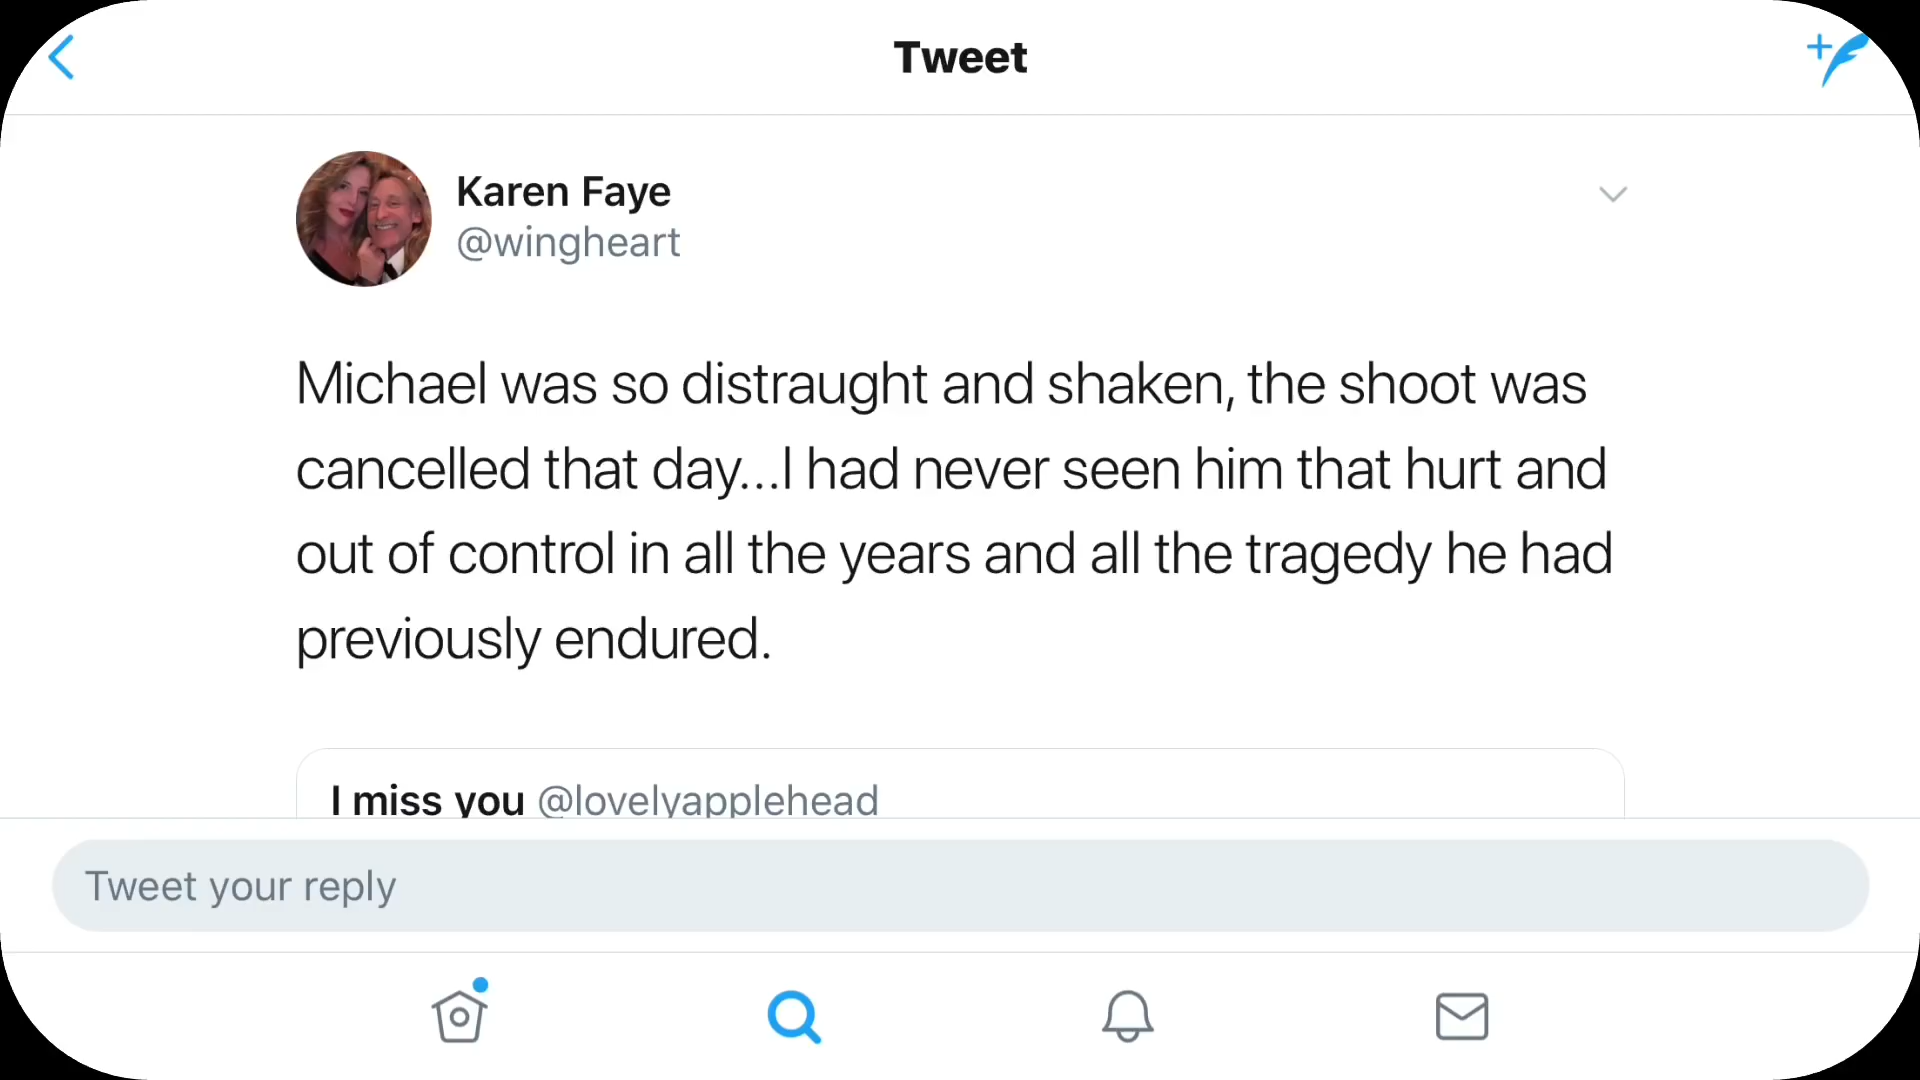 Tweet
Karen Faye
@wingheart
Michael was so distraught and shaken, the shoot was
cancelled that day...I had never seen him that hurt and
out of control in all the years and all the tragedy he had
previously endured.
I miss you @lovelyapplehead
Tweet your reply